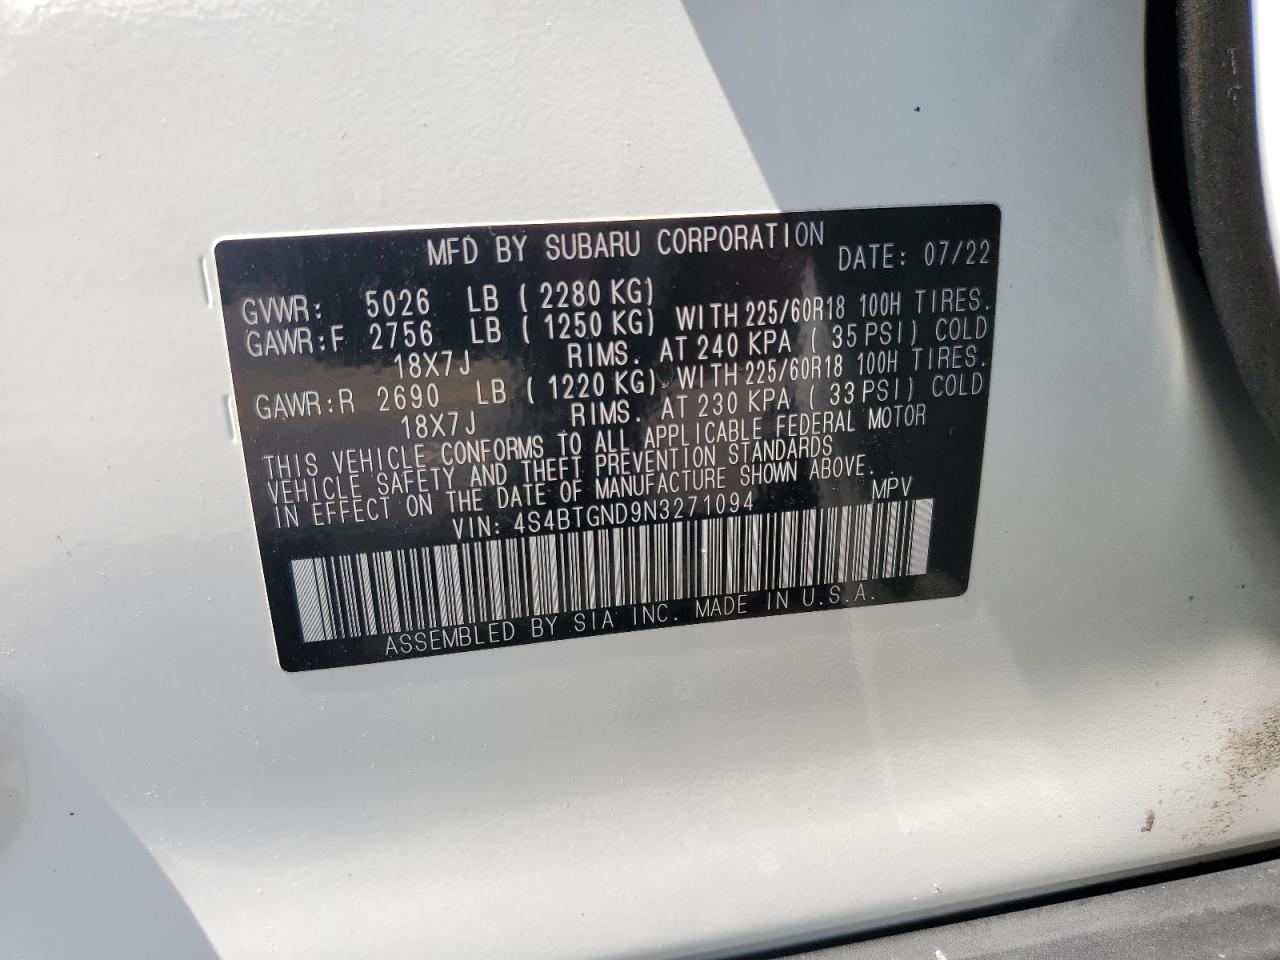 MFD BY SUBARU CORPORATION DATE: 07/22
GVWR: 5026 LB ( 2280 KG)
GAWR:F 2756 LB ( 1250 KG) WITH 225/60R18 100H TIRES.
18X7J RIMS. AT 240 KPA ( 35 PSI) COLD
GAWR:R 2690 LB ( 1220 KG) WITH 225/60R18 100H TIRES.
18X7J RIMS. AT 230 KPA ( 33 PSI) COLD
THIS VEHICLE CONFORMS TO ALL APPLICABLE FEDERAL MOTOR
VEHICLE SAFETY AND THEFT PREVENTION STANDARDS
IN EFFECT ON THE DATE OF MANUFACTURE SHOWN ABOVE.
VIN: 4S4BTGND9N3271094 MPV
ASSEMBLED BY SIA INC. MADE IN U.S.A.